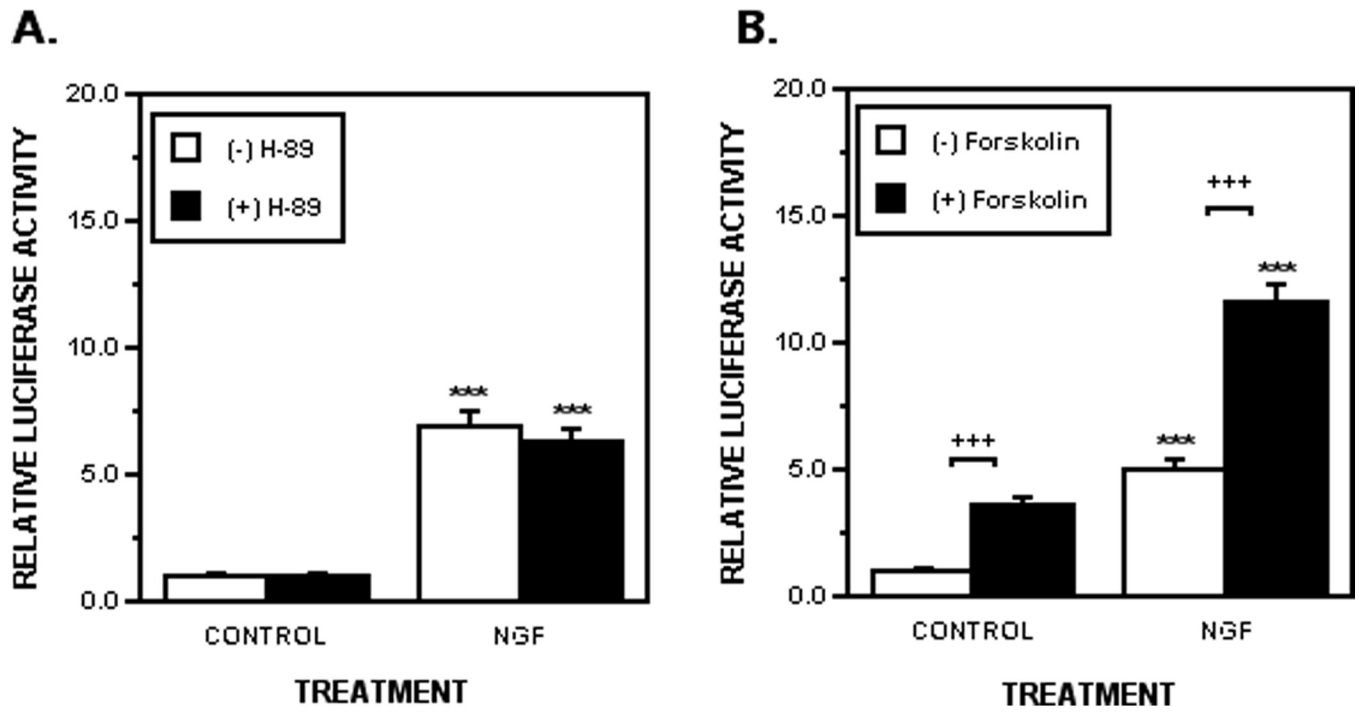 A.
RELATIVE LUCIFERASE ACTIVITY
20.0
15.0
10.0
5.0
0.0
(-) H-89
(+) H-89
***
***
CONTROL
NGF
TREATMENT
B.
RELATIVE LUCIFERASE ACTIVITY
20.0
15.0
10.0
5.0
0.0
(-) Forskolin
(+) Forskolin
+++
***
+++
***
CONTROL
NGF
TREATMENT